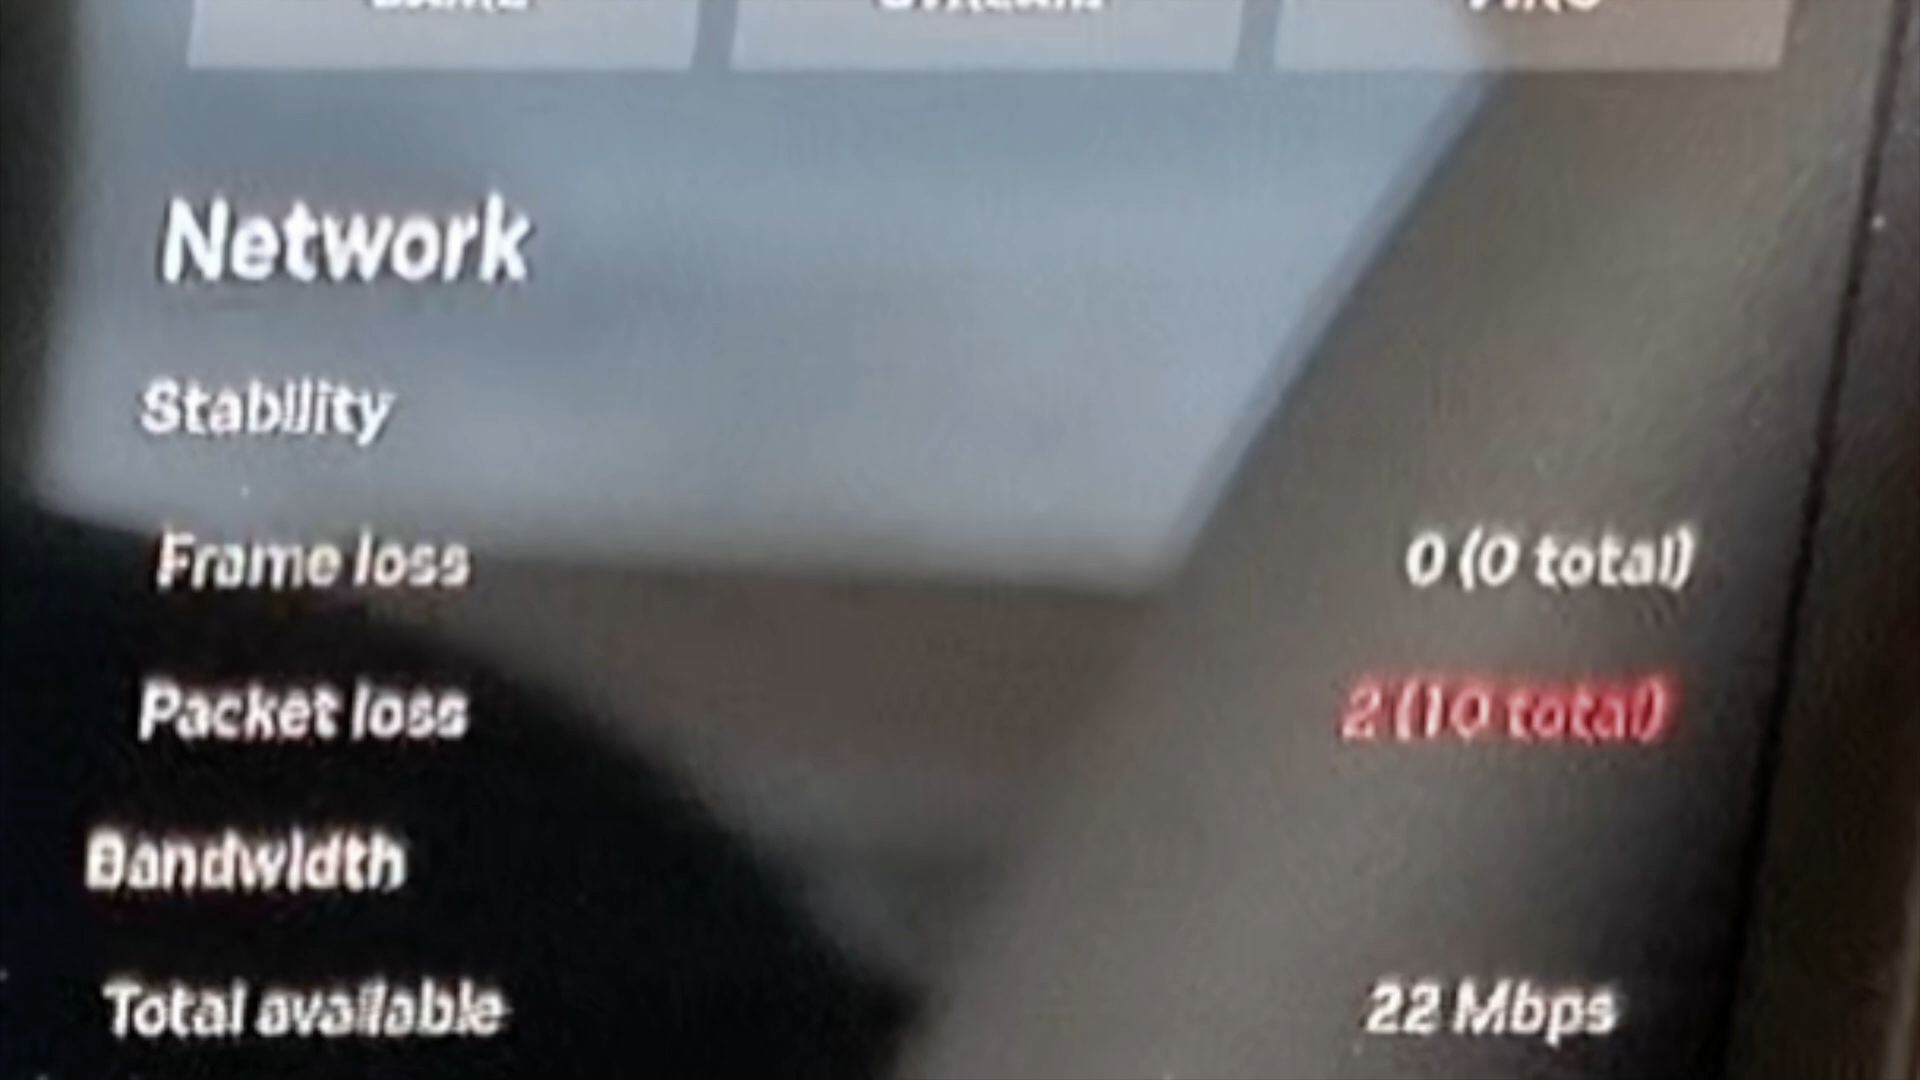 Network
Stability
Frame loss 0 (0 total)
Packet loss 2 (10 total)
Bandwidth
Total available 22 Mbps